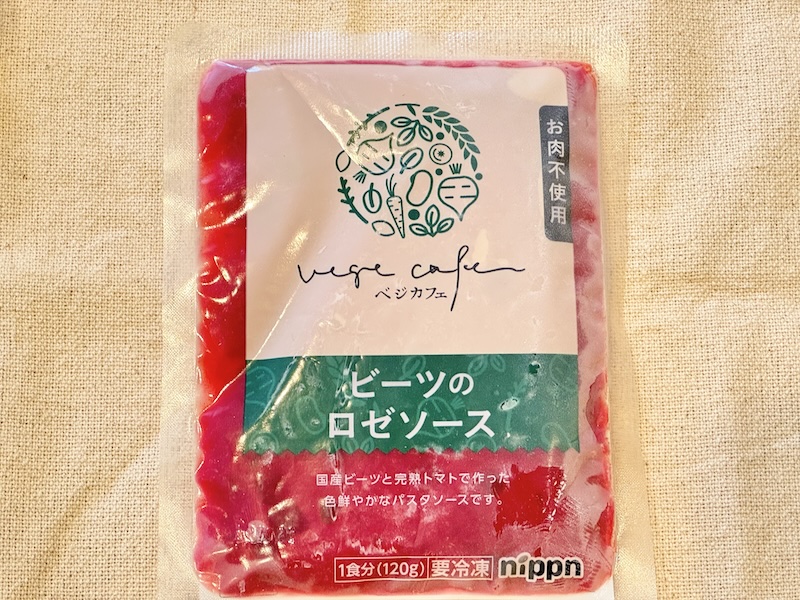 お肉不使用
vege cafe
ベジカフェ
ビーツの
ロゼソース
国産ビーツと完熟トマトで作った
色鮮やかなパスタソースです。
1食分(120g) 要冷凍 nippn